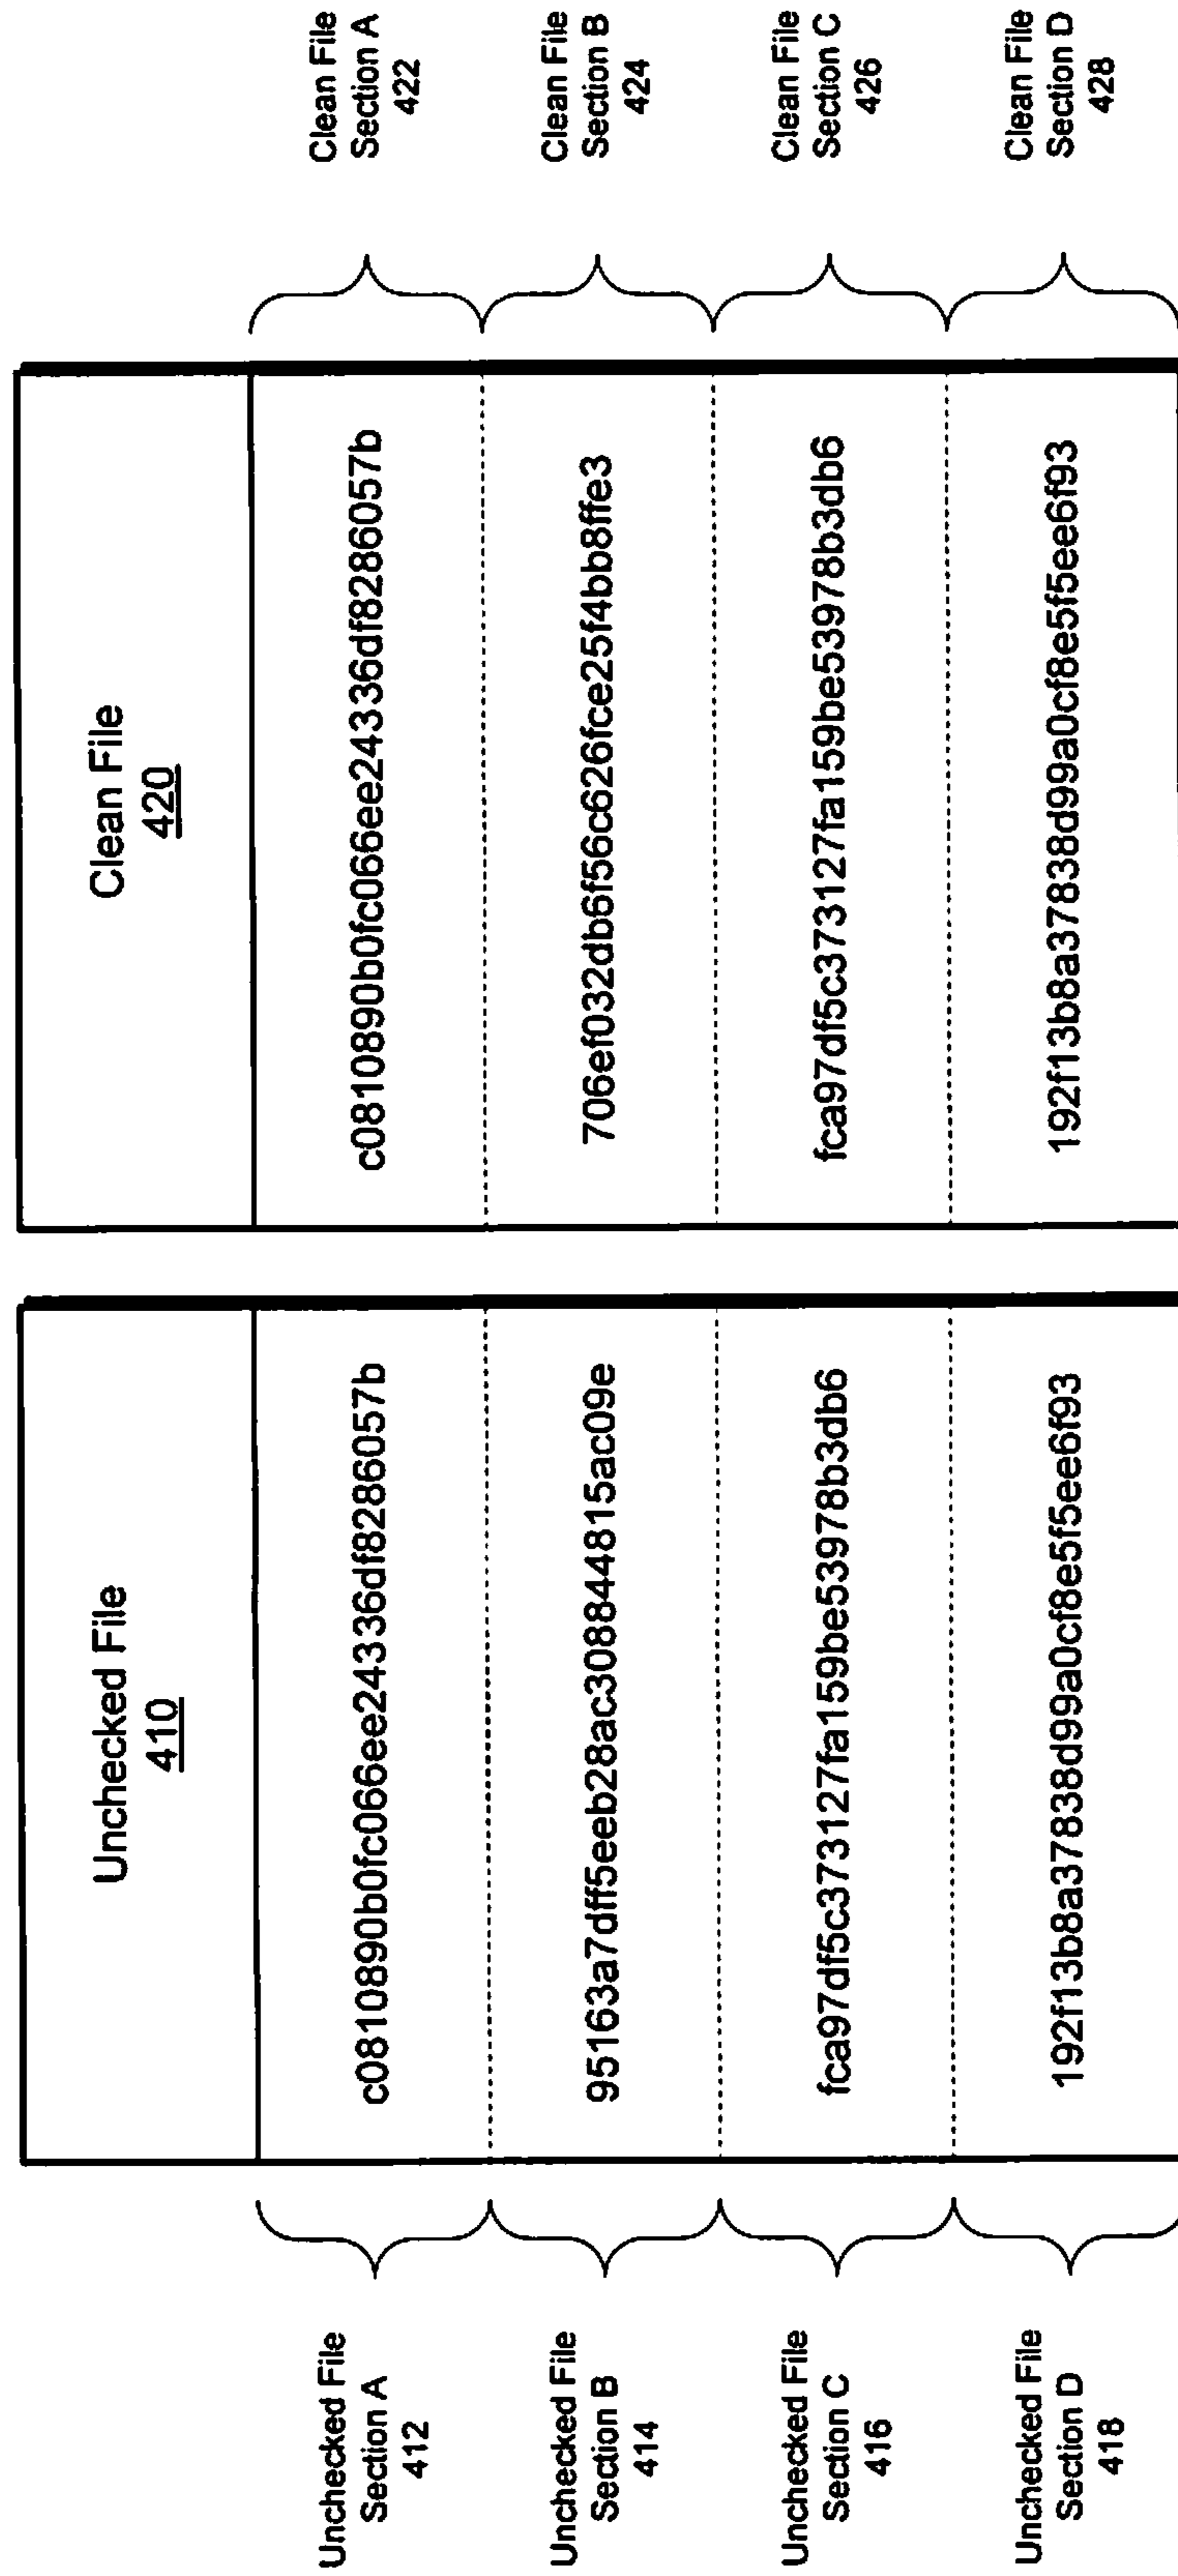 Unchecked File
410
Clean File
420
Unchecked File
Section A
412
c0810890b0fc066ee24336df8286057b
c0810890b0fc066ee24336df8286057b
Clean File
Section A
422
Unchecked File
Section B
414
95163a7dff5eeb28ac30844815ac09e
706ef032db6f56c626fce25f4bb8ffe3
Clean File
Section B
424
Unchecked File
Section C
416
fca97df5c373127fa159be53978b3db6
fca97df5c373127fa159be53978b3db6
Clean File
Section C
426
Unchecked File
Section D
418
192f13b8a37838d99a0cf8e5f5ee6f93
192f13b8a37838d99a0cf8e5f5ee6f93
Clean File
Section D
428